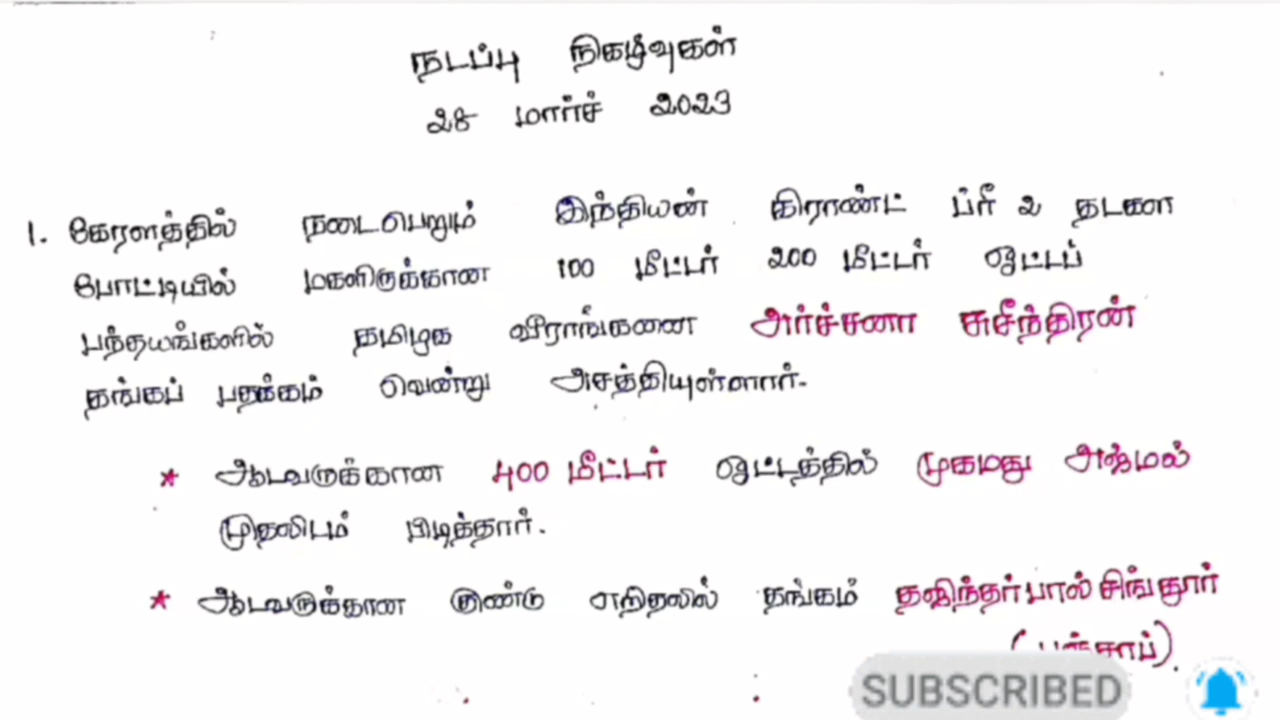 நடப்பு நிகழ்வுகள்
28 மார்ச் 2023
1. கேரளத்தில் நடைபெறும் இந்தியன் கிராண்ட் ப்ரீ 2 தடகள
போட்டியில் மகளிருக்கான 100 மீட்டர் 200 மீட்டர் ஓட்டப்
பந்தயங்களில் தமிழக வீராங்கனை அர்ச்சனா சுசீந்திரன்
தங்கப் பதக்கம் வென்று அசத்தியுள்ளார்.
* ஆடவருக்கான 400 மீட்டர் ஓட்டத்தில் முகமது அஜ்மல்
முதலிடம் பிடித்தார்.
* ஆடவருக்கான குண்டு எறிதலில் தங்கம் தஜிந்தர்பால்சிங்தூர்
(பஞ்சாப்).
SUBSCRIBED